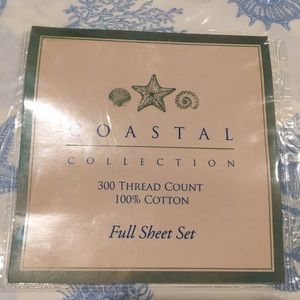 COASTAL
COLLECTION
300 THREAD COUNT
100% COTTON
Full Sheet Set